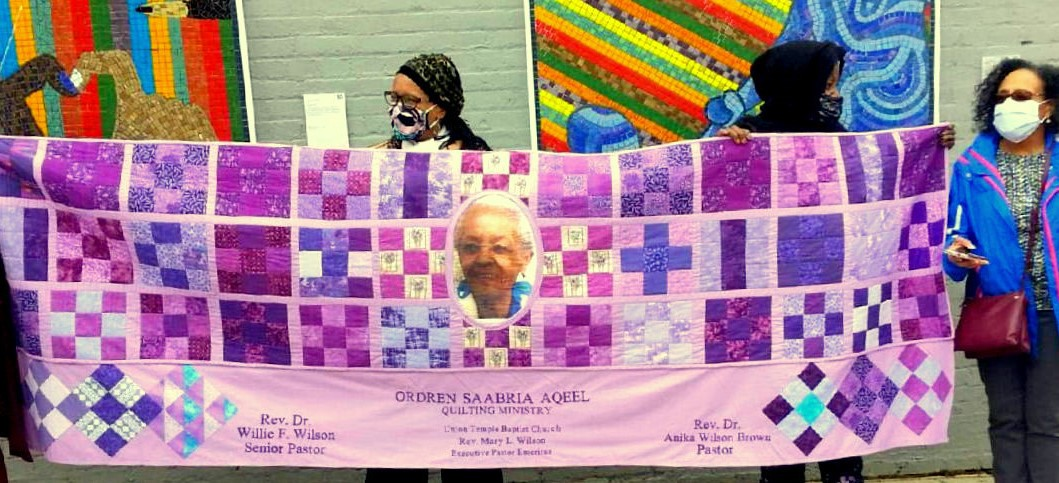 ORDREN SAABRIA AQEEL
QUILTING MINISTRY
Rev. Dr.
Willie F. Wilson
Senior Pastor
Union Temple Baptist Church
Rev. Mary L. Wilson
Executive Pastor Emeritus
Rev. Dr.
Anika Wilson Brown
Pastor